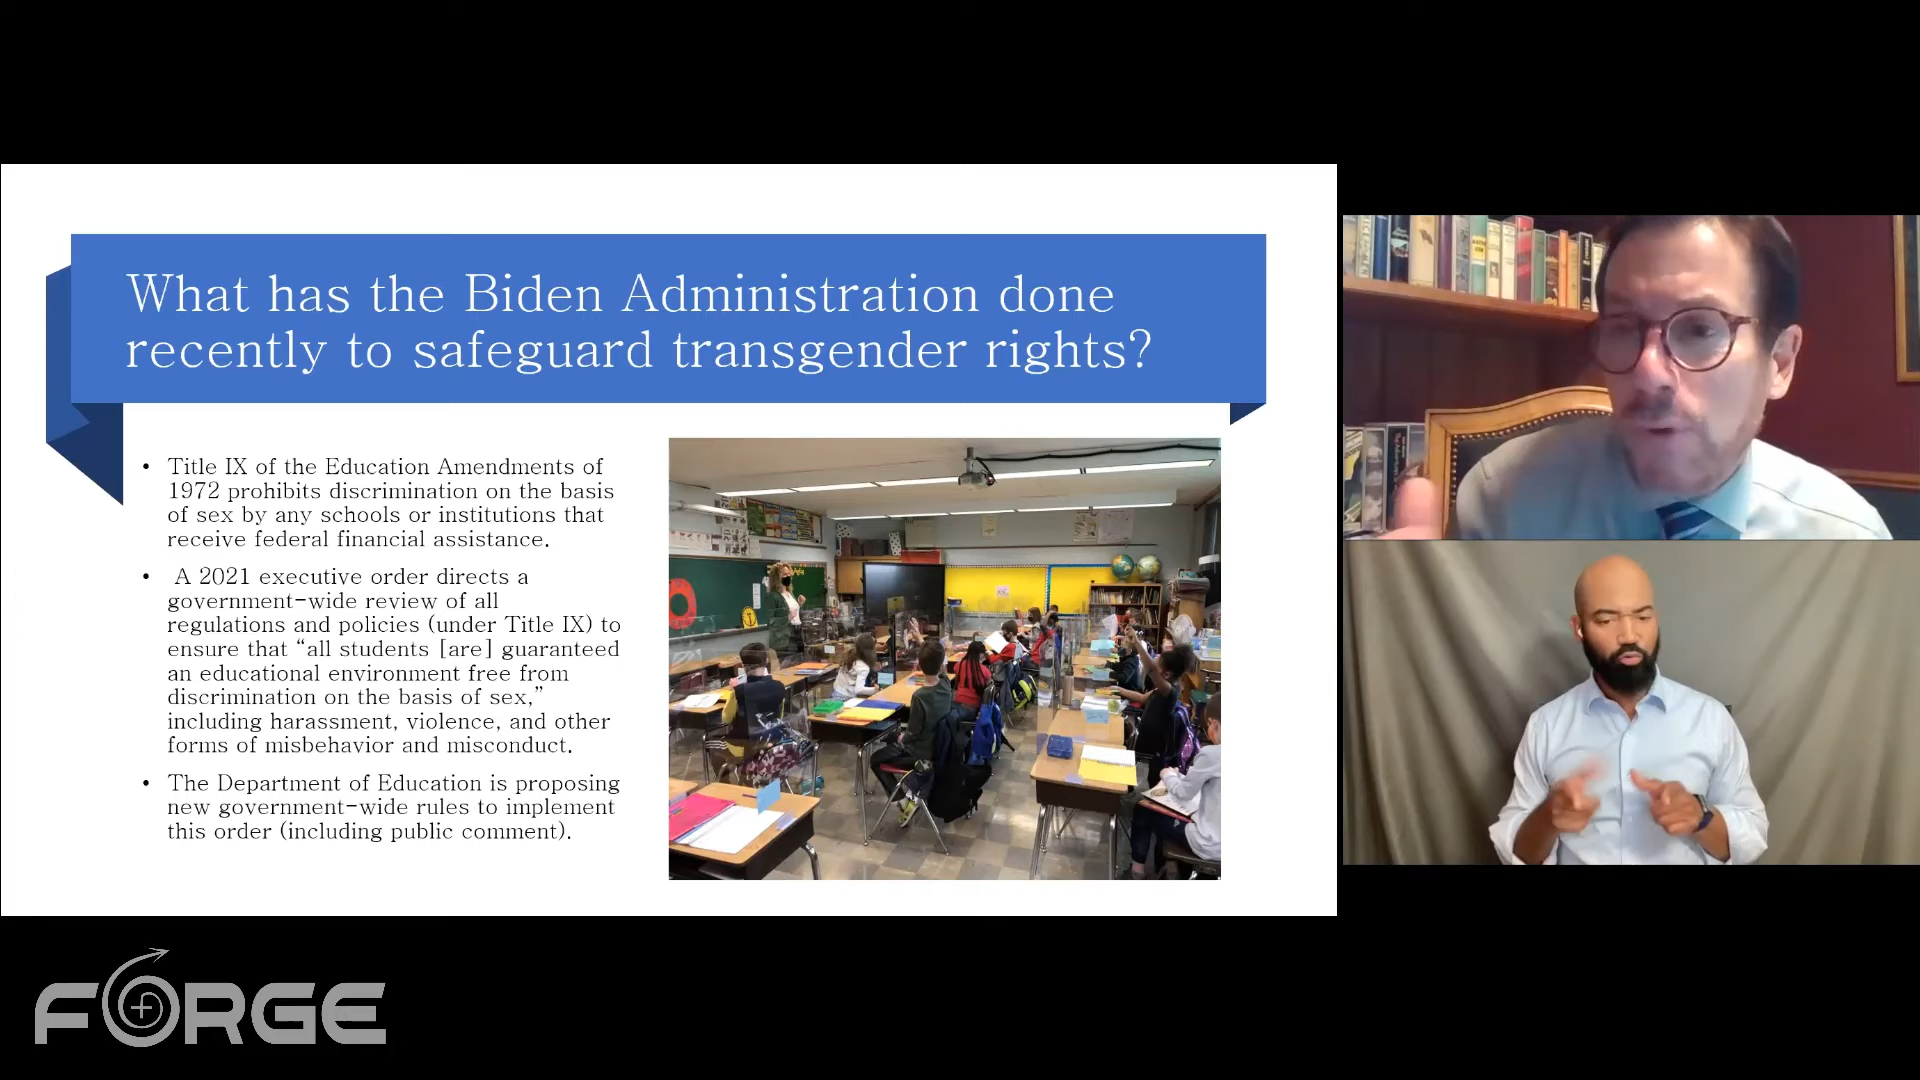 What has the Biden Administration done
recently to safeguard transgender rights?
• Title IX of the Education Amendments of
1972 prohibits discrimination on the basis
of sex by any schools or institutions that
receive federal financial assistance.
• A 2021 executive order directs a
government-wide review of all
regulations and policies (under Title IX) to
ensure that “all students [are] guaranteed
an educational environment free from
discrimination on the basis of sex,”
including harassment, violence, and other
forms of misbehavior and misconduct.
• The Department of Education is proposing
new government-wide rules to implement
this order (including public comment).
FORGE